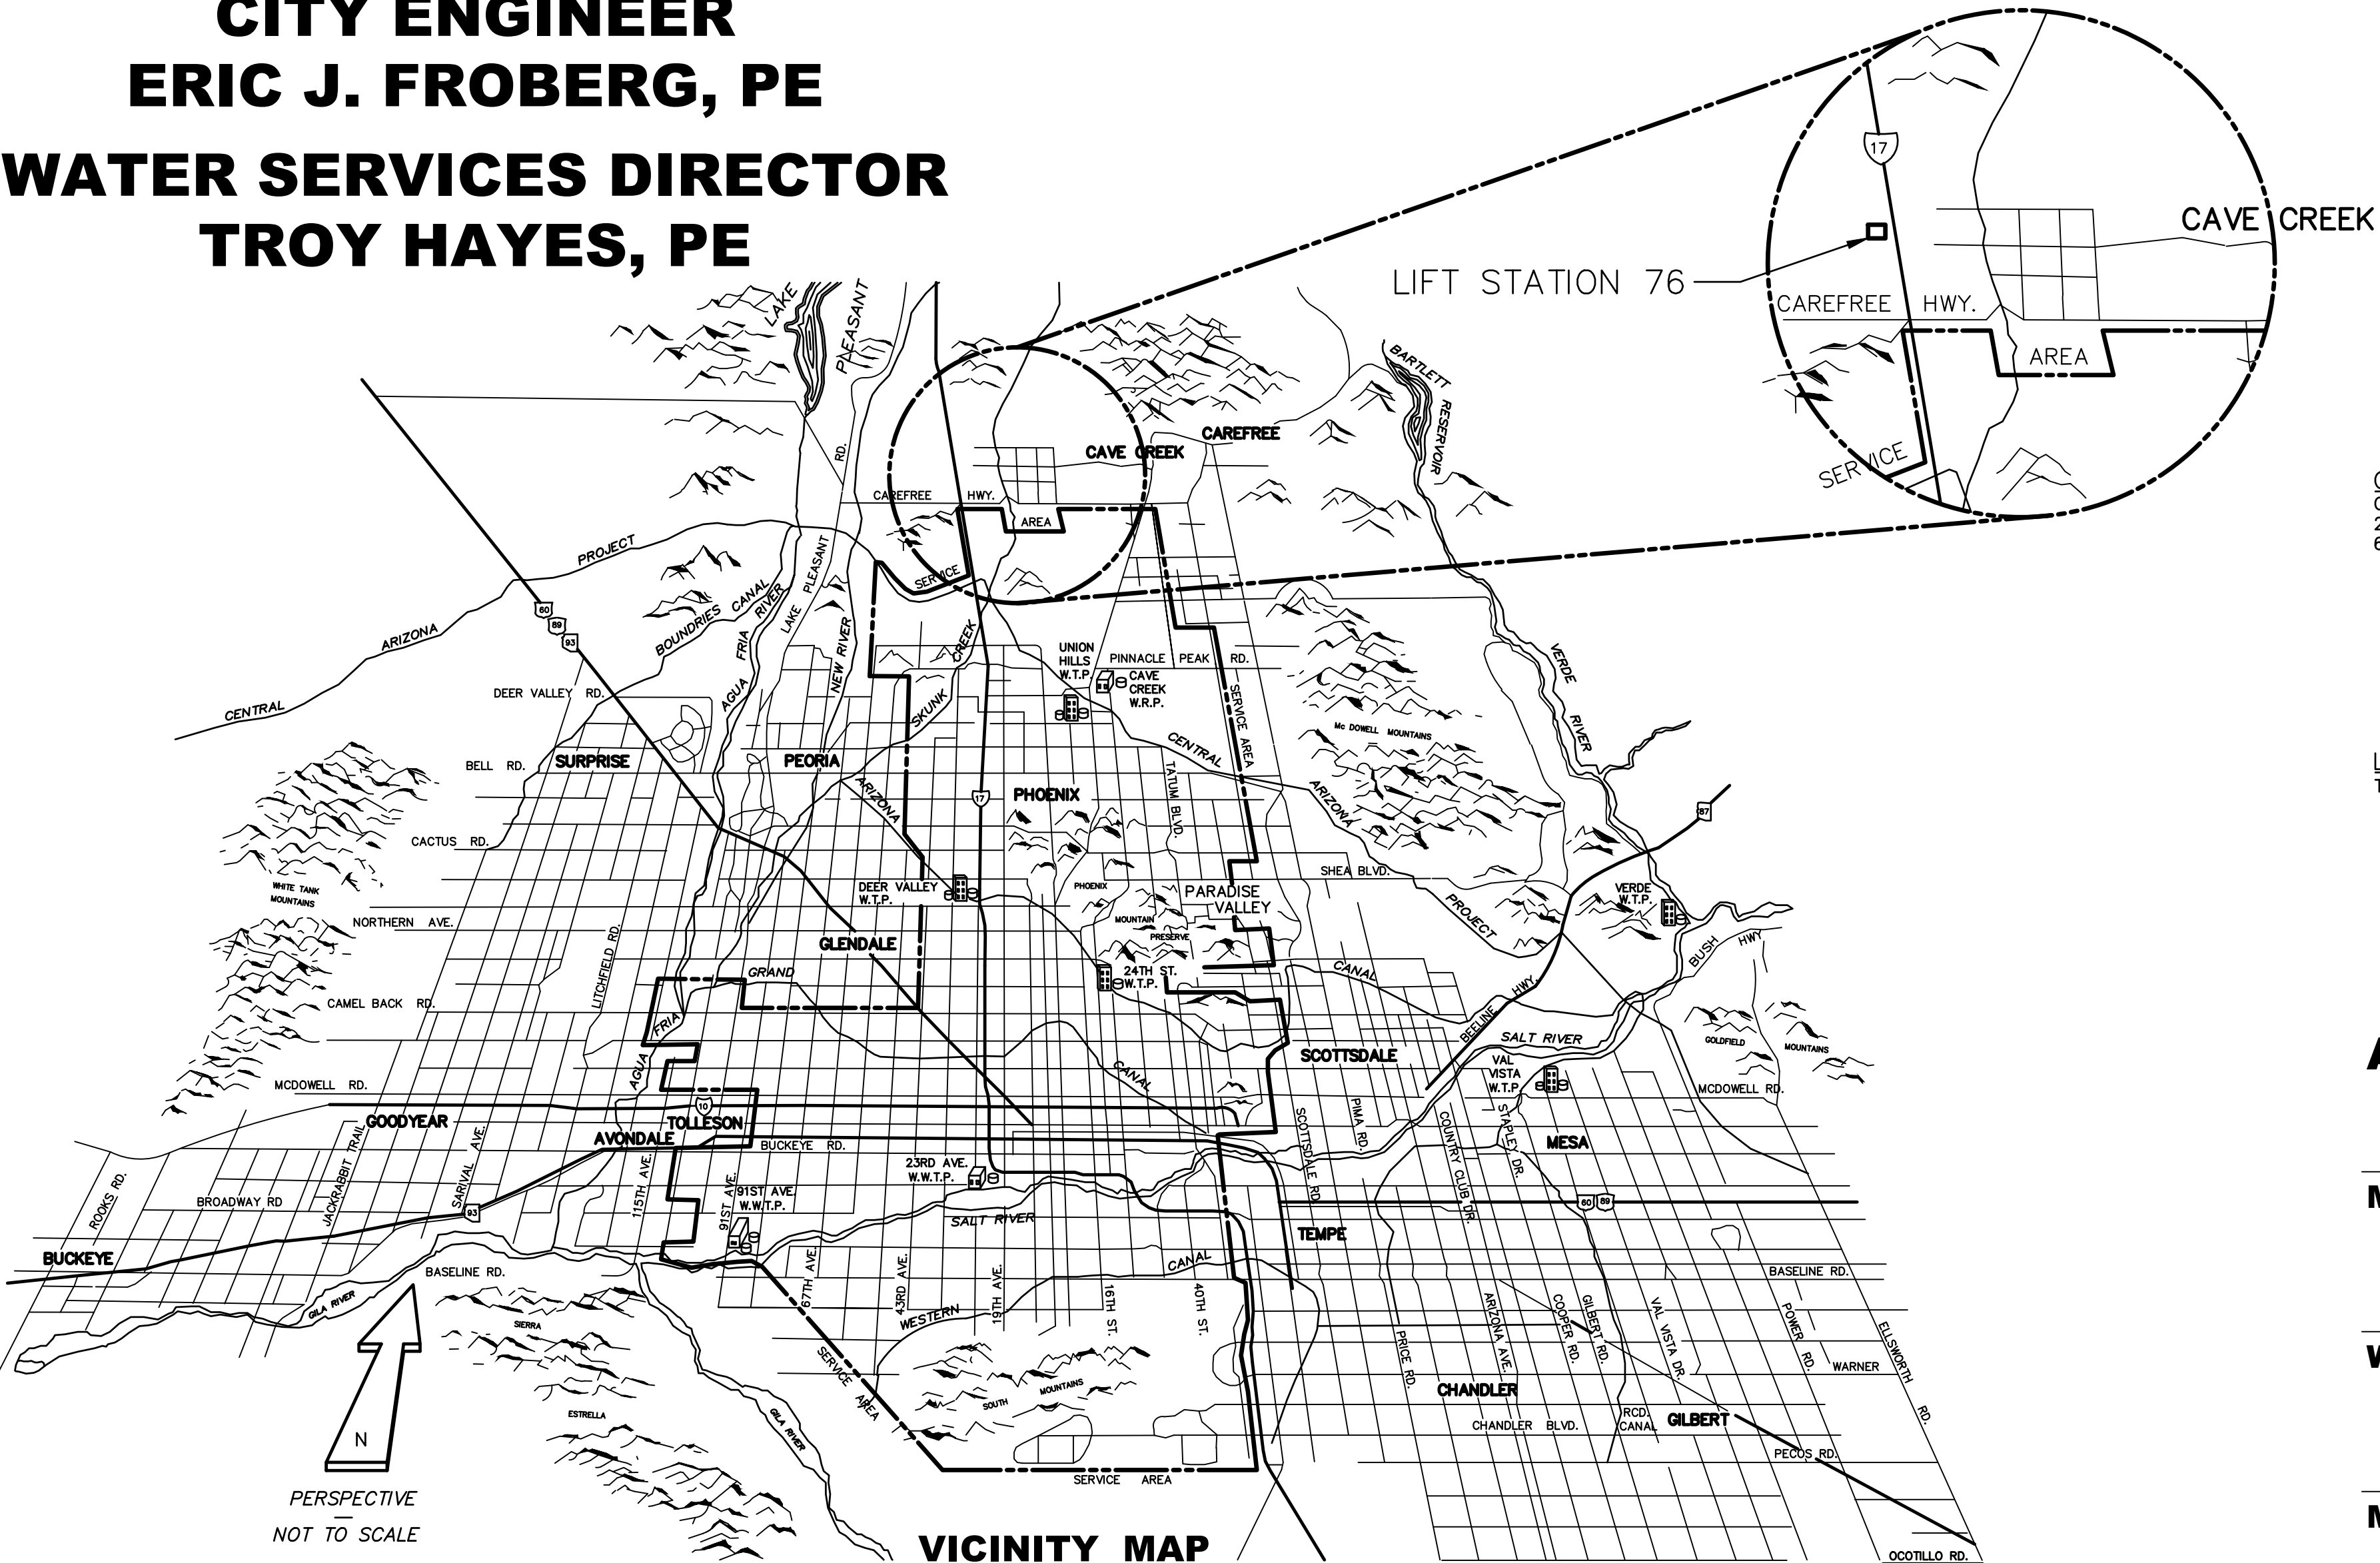 CITY ENGINEER
ERIC J. FROBERG, PE
WATER SERVICES DIRECTOR
TROY HAYES, PE
17
CAVE CREEK
LIFT STATION 76
CAREFREE HWY.
AREA
SERVICE
LAKE PLEASANT
BARTLETT RESERVOIR
CAREFREE
CAVE CREEK
RD.
CAREFREE HWY.
AREA
SERVICE
PROJECT
ARIZONA
CENTRAL
60
89
93
BOUNDRIES CANAL
AGUA FRIA RIVER
LAKE PLEASANT
NEW RIVER
SKUNK CREEK
UNION
HILLS
W.T.P.
PINNACLE PEAK RD.
CAVE
CREEK
W.R.P.
VERDE RIVER
SERVICE AREA
DEER VALLEY RD.
Mc DOWELL MOUNTAINS
CENTRAL
ARIZONA
PROJECT
BELL RD.
SURPRISE
PEORIA
ARIZONA
17
PHOENIX
TATUM BLVD.
87
CACTUS RD.
SHEA BLVD.
WHITE TANK
MOUNTAINS
DEER VALLEY
W.T.P.
PHOENIX
MOUNTAIN
PRESERVE
PARADISE
VALLEY
VERDE
W.T.P.
NORTHERN AVE.
LITCHFIELD RD.
GLENDALE
GRAND
CANAL
24TH ST.
W.T.P.
CANAL
BUSH HWY
CAMEL BACK RD.
AGUA FRIA
BEELINE HWY.
SALT RIVER
GOLDFIELD MOUNTAINS
SCOTTSDALE
VAL
VISTA
W.T.P.
MCDOWELL RD.
MCDOWELL RD.
10
GOODYEAR
TOLLESON
AVONDALE
BUCKEYE RD.
SCOTTSDALE RD.
PIMA RD.
COUNTRY CLUB DR.
STAPLEY DR.
MESA
ROOKS RD.
BROADWAY RD
JACKRABBIT TRAIL
SARIVAL AVE.
93
115TH AVE.
91ST AVE.
91ST AVE.
W.W.T.P.
23RD AVE.
W.W.T.P.
SALT RIVER
60
89
TEMPE
BUCKEYE
BASELINE RD.
GILA RIVER
67TH AVE.
43RD AVE.
19TH AVE.
WESTERN CANAL
16TH ST.
40TH ST.
BASELINE RD.
SIERRA
ESTRELLA
GILA RIVER
SERVICE AREA
SOUTH MOUNTAINS
PRICE RD.
ARIZONA AVE.
COOPER RD.
GILBERT RD.
VAL VISTA DR.
POWER RD.
ELLSWORTH RD.
WARNER
CHANDLER
CHANDLER BLVD.
RCD.
CANAL
GILBERT
PECOS RD.
SERVICE AREA
OCOTILLO RD.
N
PERSPECTIVE
NOT TO SCALE
VICINITY MAP